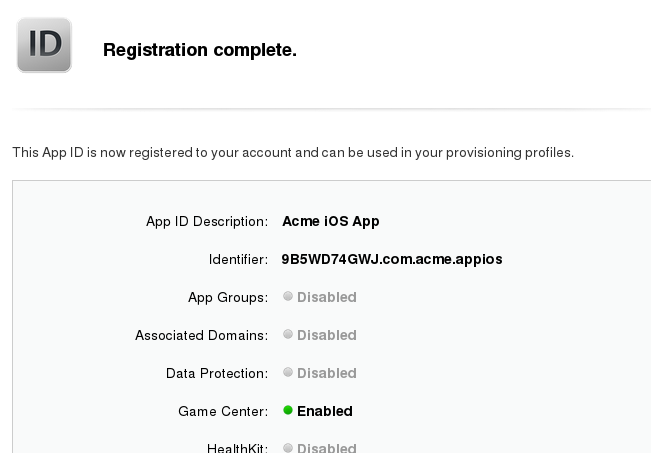 ID
Registration complete.
This App ID is now registered to your account and can be used in your provisioning profiles.
App ID Description: Acme iOS App
Identifier: 9B5WD74GWJ.com.acme.appios
App Groups: Disabled
Associated Domains: Disabled
Data Protection: Disabled
Game Center: Enabled
HealthKit: Disabled